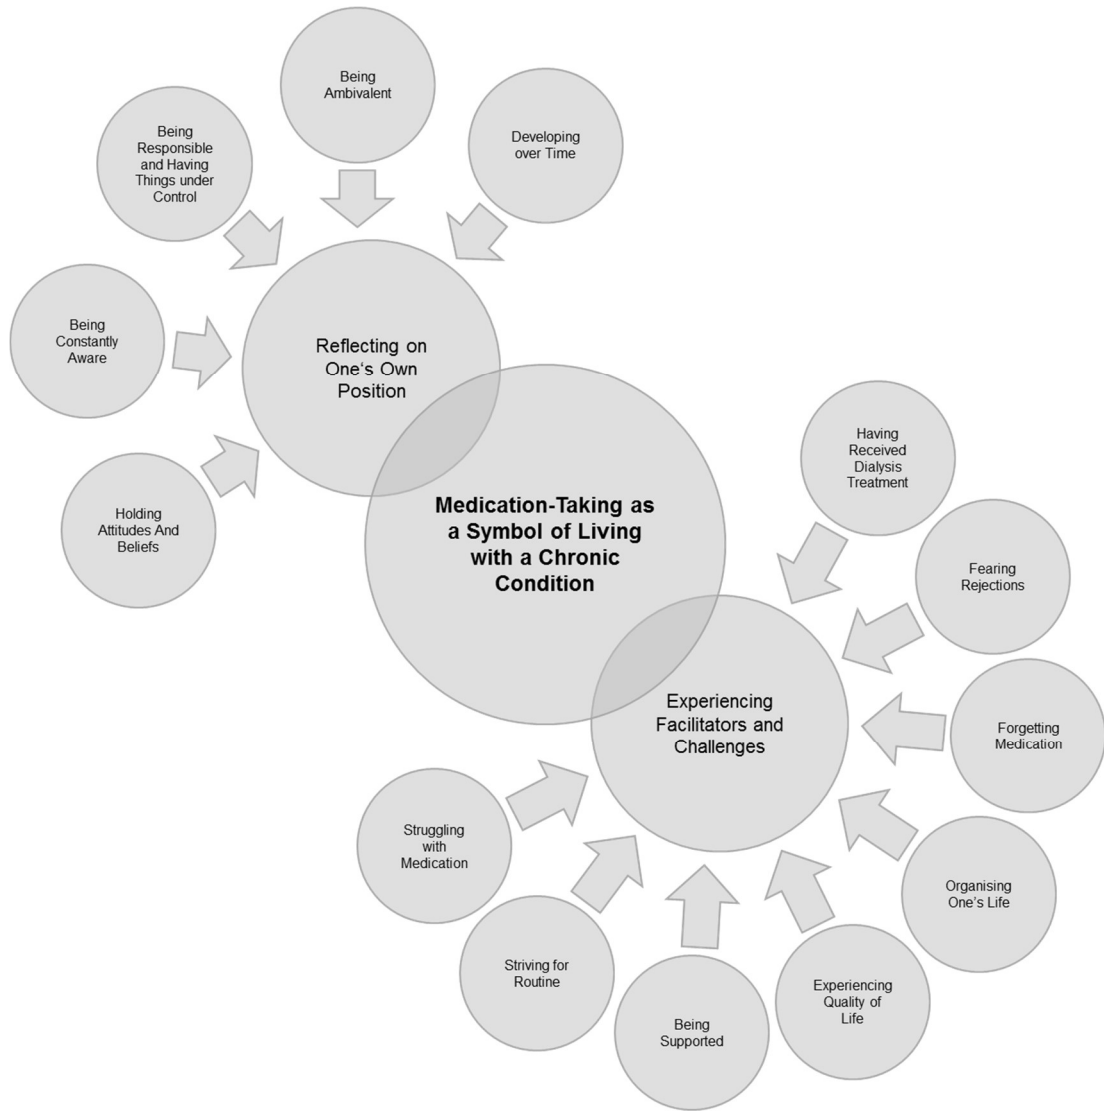 Being
Ambivalent
Being
Responsible
and Having
Things under
Control
Developing
over Time
Being
Constantly
Aware
Reflecting on
One‘s Own
Position
Holding
Attitudes And
Beliefs
Medication-Taking as
a Symbol of Living
with a Chronic
Condition
Having
Received
Dialysis
Treatment
Fearing
Rejections
Experiencing
Facilitators and
Challenges
Forgetting
Medication
Struggling
with
Medication
Organising
One’s Life
Striving for
Routine
Experiencing
Quality of
Life
Being
Supported